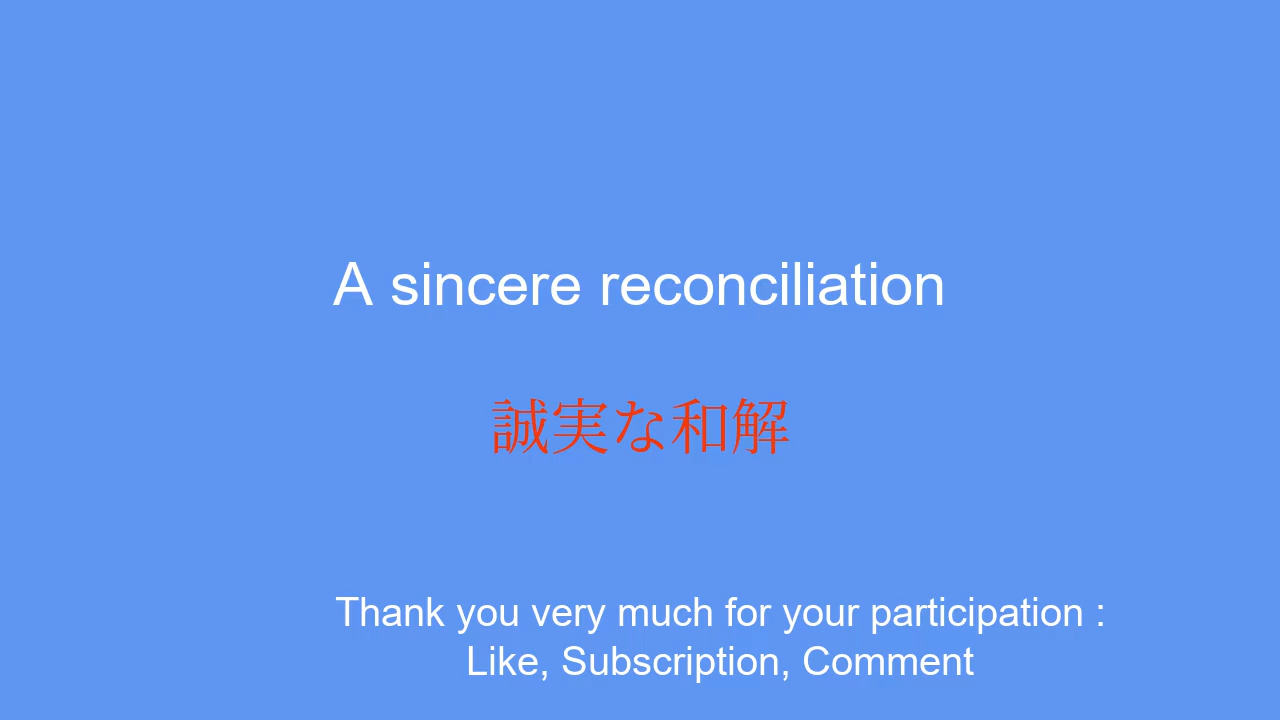 A sincere reconciliation
誠実な和解
Thank you very much for your participation :
Like, Subscription, Comment